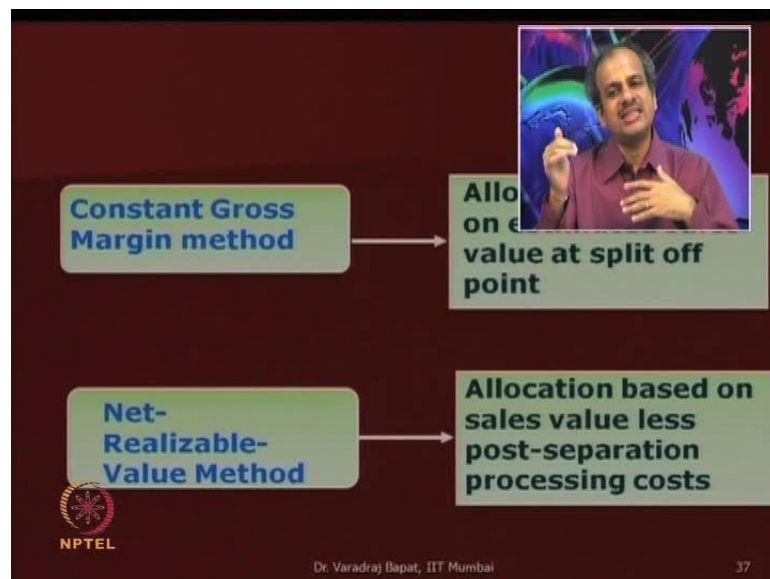 Constant Gross
Margin method
Allo
on e
value at split off
point
Net-
Realizable-
Value Method
Allocation based on
sales value less
post-separation
processing costs
NPTEL
Dr. Varadraj Bapat, IIT Mumbai
37